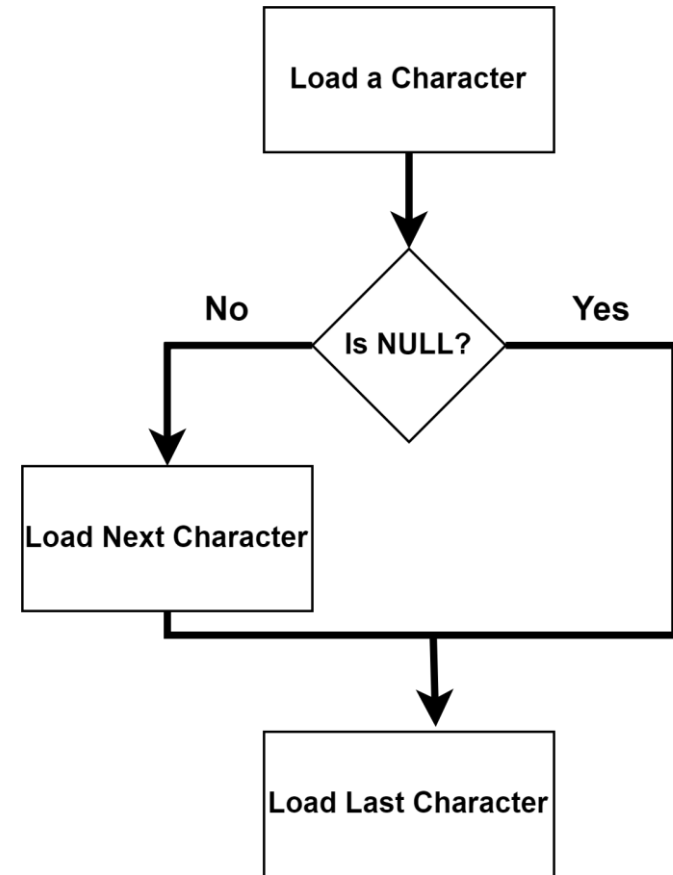 Load a Character
No
Yes
Is NULL?
Load Next Character
Load Last Character